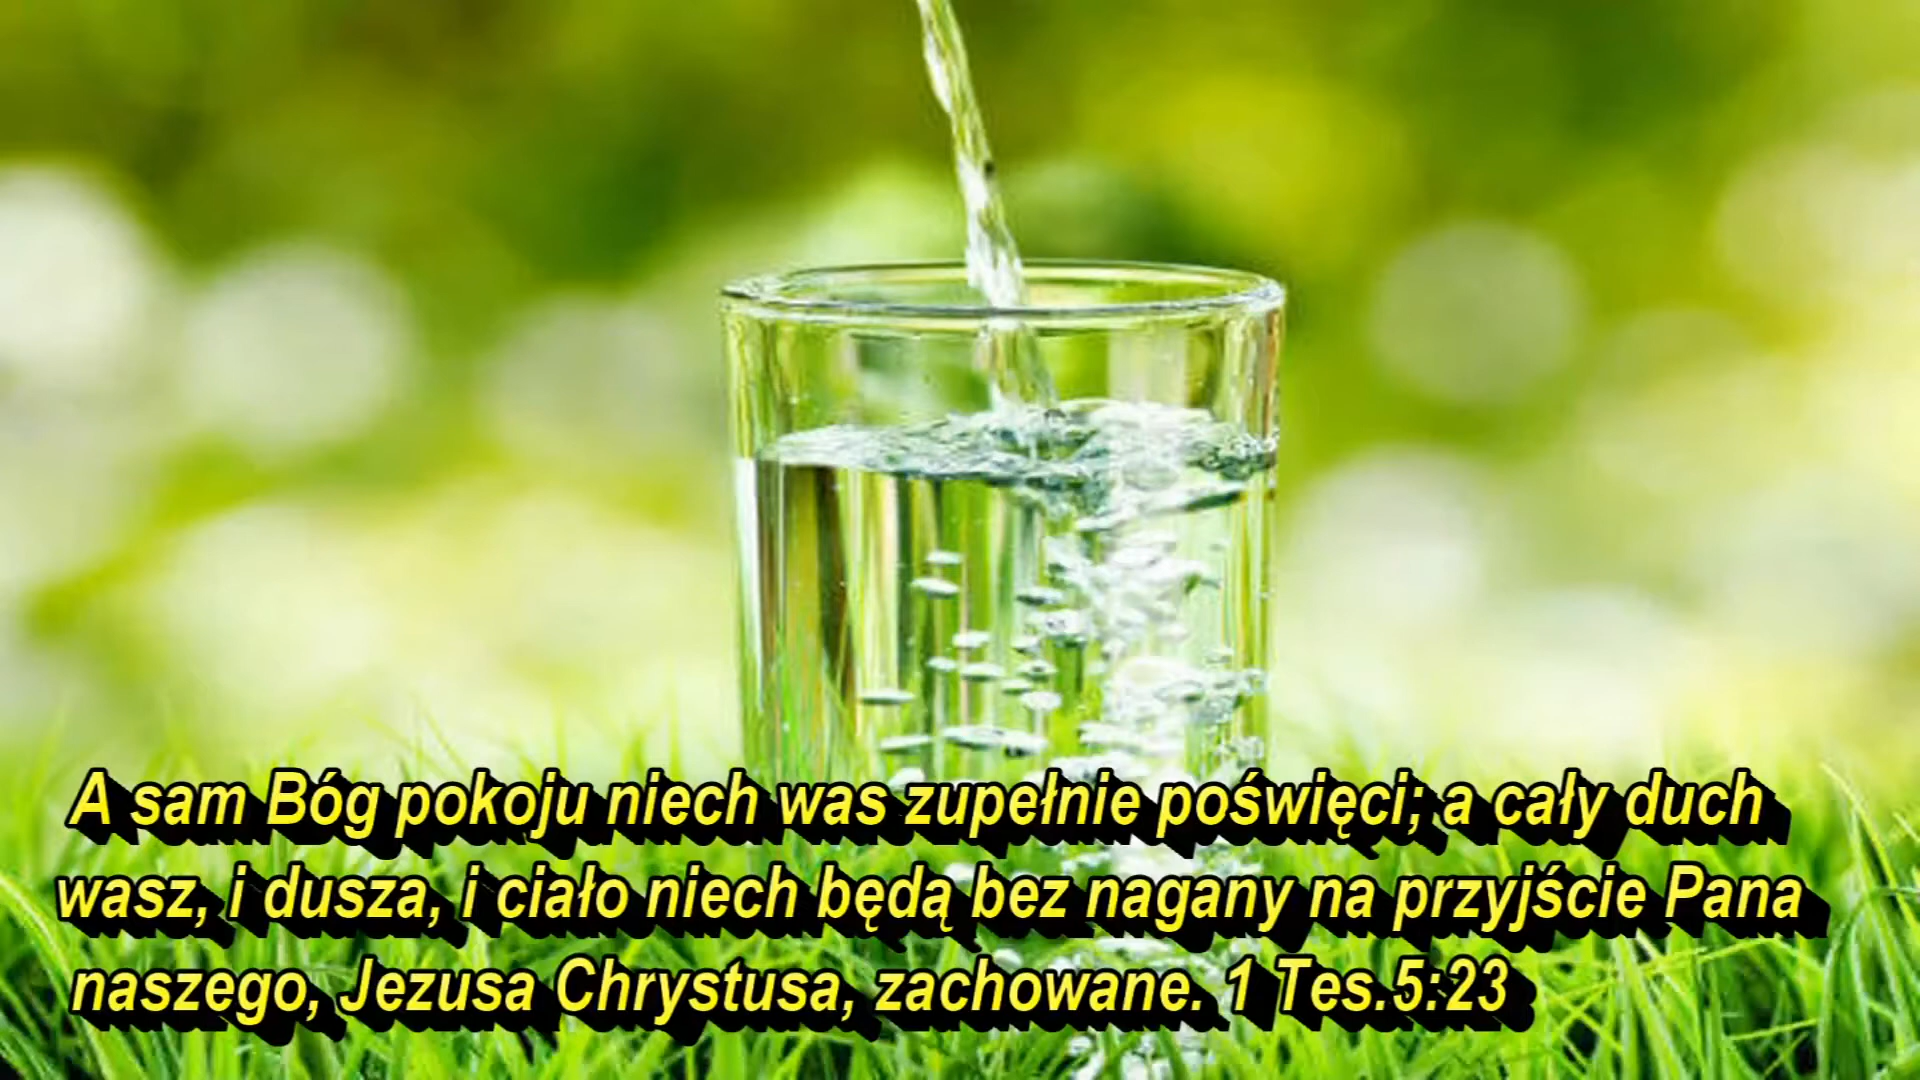 A sam Bóg pokoju niech was zupełnie poświęci; a cały duch
wasz, i dusza, i ciało niech będą bez nagany na przyjście Pana
naszego, Jezusa Chrystusa, zachowane. 1 Tes.5:23